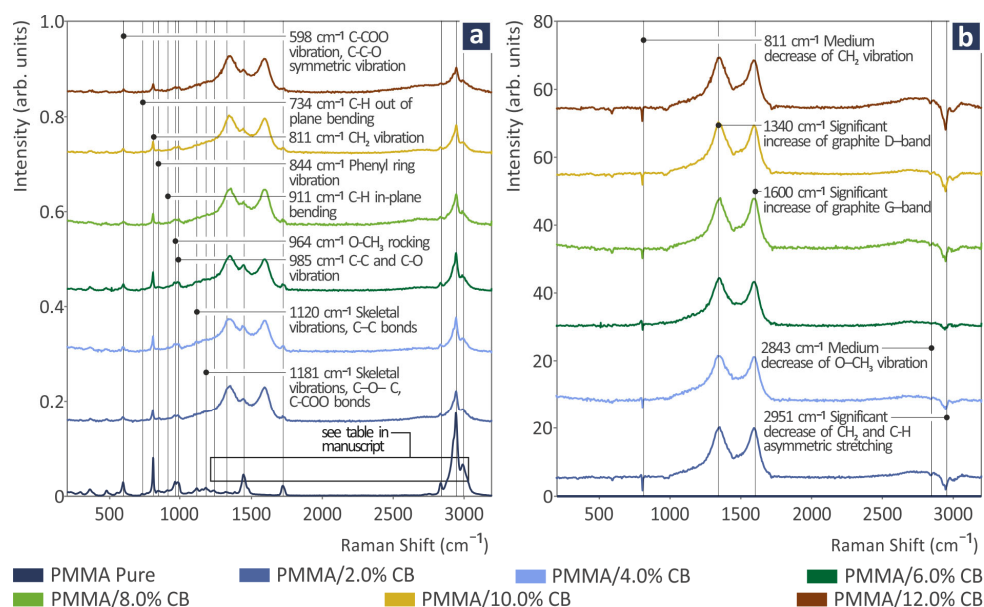 a
Intensity (arb. units)
1.0
0.8
0.6
0.4
0.2
0
598 cm⁻¹ C-COO
vibration, C-C-O
symmetric vibration
734 cm⁻¹ C-H out of
plane bending
811 cm⁻¹ CH₂ vibration
844 cm⁻¹ Phenyl ring
vibration
911 cm⁻¹ C-H in-plane
bending
964 cm⁻¹ O-CH₃ rocking
985 cm⁻¹ C-C and C-O
vibration
1120 cm⁻¹ Skeletal
vibrations, C–C bonds
1181 cm⁻¹ Skeletal
vibrations, C–O– C,
C-COO bonds
see table in
manuscript
500 1000 1500 2000 2500 3000
Raman Shift (cm⁻¹)
b
Intensity (arb. units)
80
60
60
40
20
20
0
811 cm⁻¹ Medium
decrease of CH₂ vibration
1340 cm⁻¹ Significant
increase of graphite D–band
1600 cm⁻¹ Significant
increase of graphite G–band
2843 cm⁻¹ Medium
decrease of O–CH₃ vibration
2951 cm⁻¹ Significant
decrease of CH₂ and C-H
asymmetric stretching
500 1000 1500 2000 2500 3000
Raman Shift (cm⁻¹)
PMMA Pure
PMMA/2.0% CB
PMMA/4.0% CB
PMMA/6.0% CB
PMMA/8.0% CB
PMMA/10.0% CB
PMMA/12.0% CB